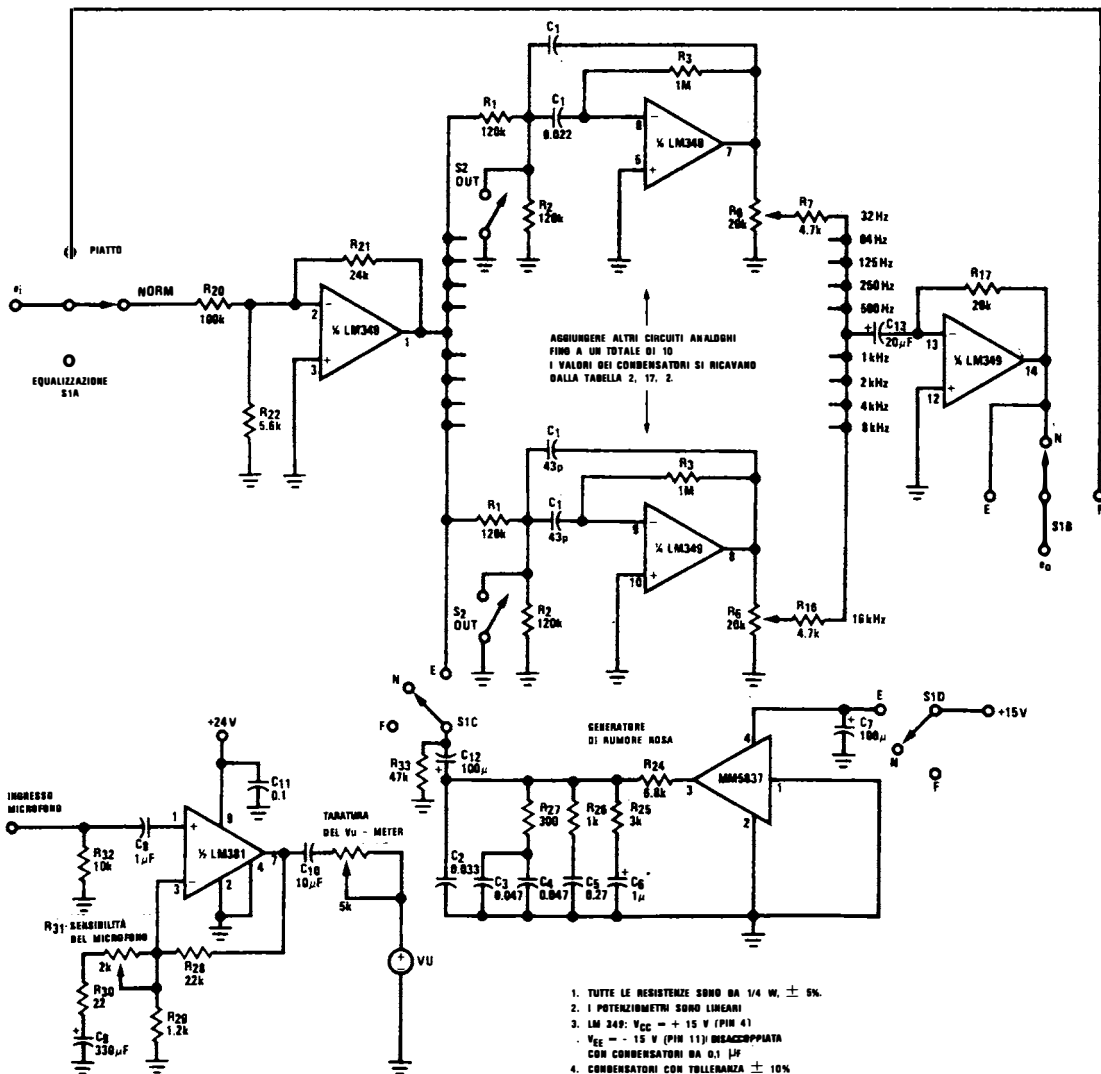 C1
R3
1M
R1
120k
C1
0.022
6
5
¼ LM348
7
S2
OUT
R2
120k
R6
20k
R7
4.7k
32 Hz
64 Hz
125 Hz
250 Hz
500 Hz
1 kHz
2 kHz
4 kHz
8 kHz
PIATTO
ei
NORM
R20
100k
R21
24k
2
3
¼ LM349
1
R22
5.6k
EQUALIZZAZIONE
S1A
AGGIUNGERE ALTRI CIRCUITI ANALOGHI
FINO A UN TOTALE DI 10
I VALORI DEI CONDENSATORI SI RICAVANO
DALLA TABELLA 2, 17, 2.
C13
20µF
R17
20k
13
12
¼ LM349
14
N
E
F
S1B
eo
C1
43p
R3
1M
R1
120k
C1
43p
9
10
¼ LM349
8
S2
OUT
R2
120k
R6
20k
R16
4.7k
16kHz
E
N
F
S1C
C12
100µ
R33
47k
GENERATORE
DI RUMORE ROSA
R24
6.8k
3
MM5837
4
1
2
C7
100µ
E
S1D
+15V
N
F
R27
300
R26
1k
R25
3k
C2
0.033
C3
0.047
C4
0.047
C5
0.27
C6
1µ
+24 V
C11
0.1
INGRESSO
MICROFONO
R32
10k
C9
1µF
1
9
½ LM381
7
4
2
3
C10
10µF
TARATURA
DEL Vu - METER
5k
VU
R31 SENSIBILITÀ
DEL MICROFONO
2k
R28
22k
R30
22
R29
1.2k
C8
330µF
1. TUTTE LE RESISTENZE SONO DA 1/4 W, ± 5%.
2. I POTENZIOMETRI SONO LINEARI
3. LM 349: VCC = + 15 V (PIN 4)
VEE = - 15 V (PIN 11) DISACCOPPIATA
CON CONDENSATORI DA 0,1 µF
4. CONDENSATORI CON TOLLERANZA ± 10%